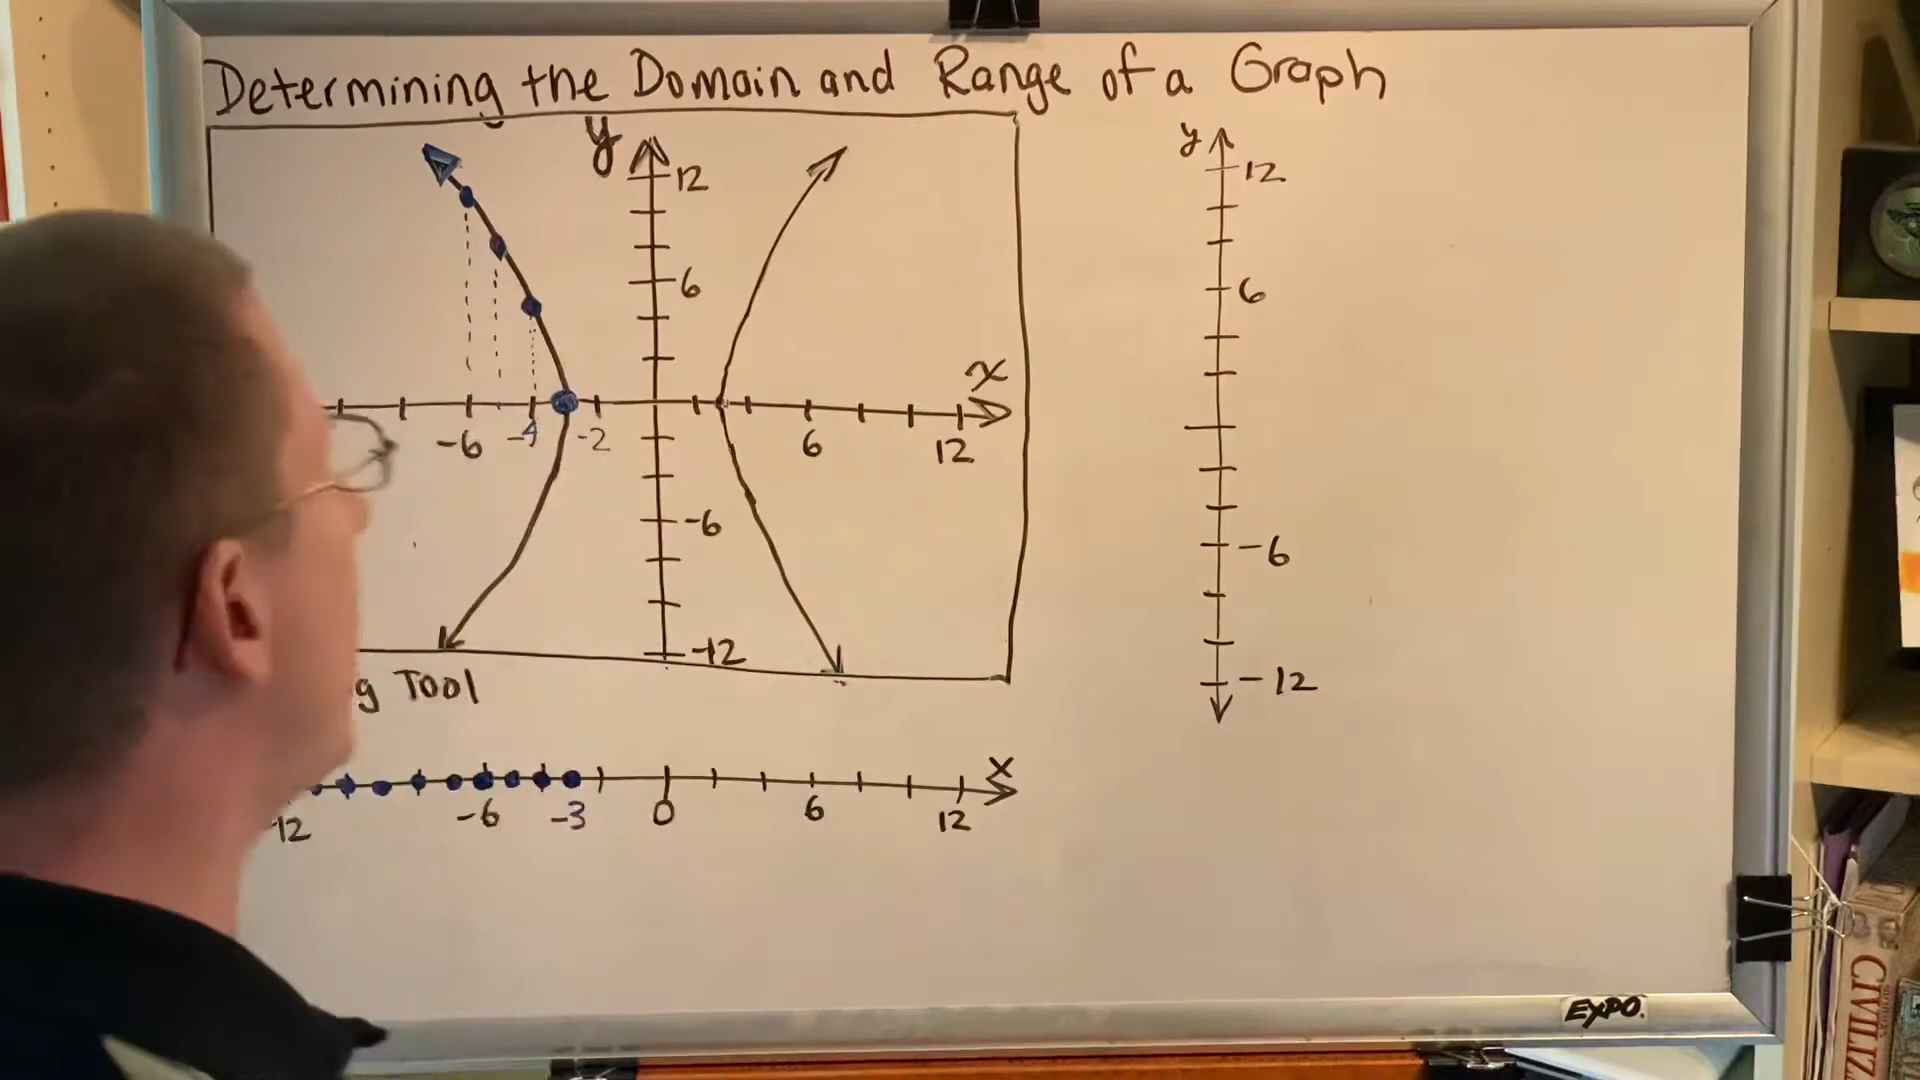 Determining the Domain and Range of a Graph
y
12
6
x
-6 -4 -2 6 12
-6
-12
g Tool
x
12 -6 -3 0 6 12
y
12
6
-6
-12
EXPO.
CIVILIZ